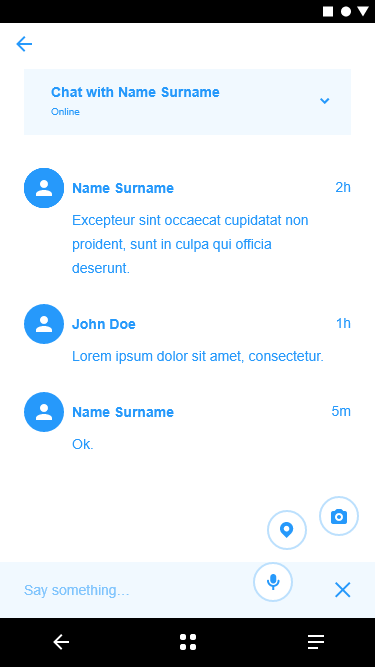 Chat with Name Surname
Online
Name Surname 2h
Excepteur sint occaecat cupidatat non
proident, sunt in culpa qui officia
deserunt.
John Doe 1h
Lorem ipsum dolor sit amet, consectetur.
Name Surname 5m
Ok.
Say something...